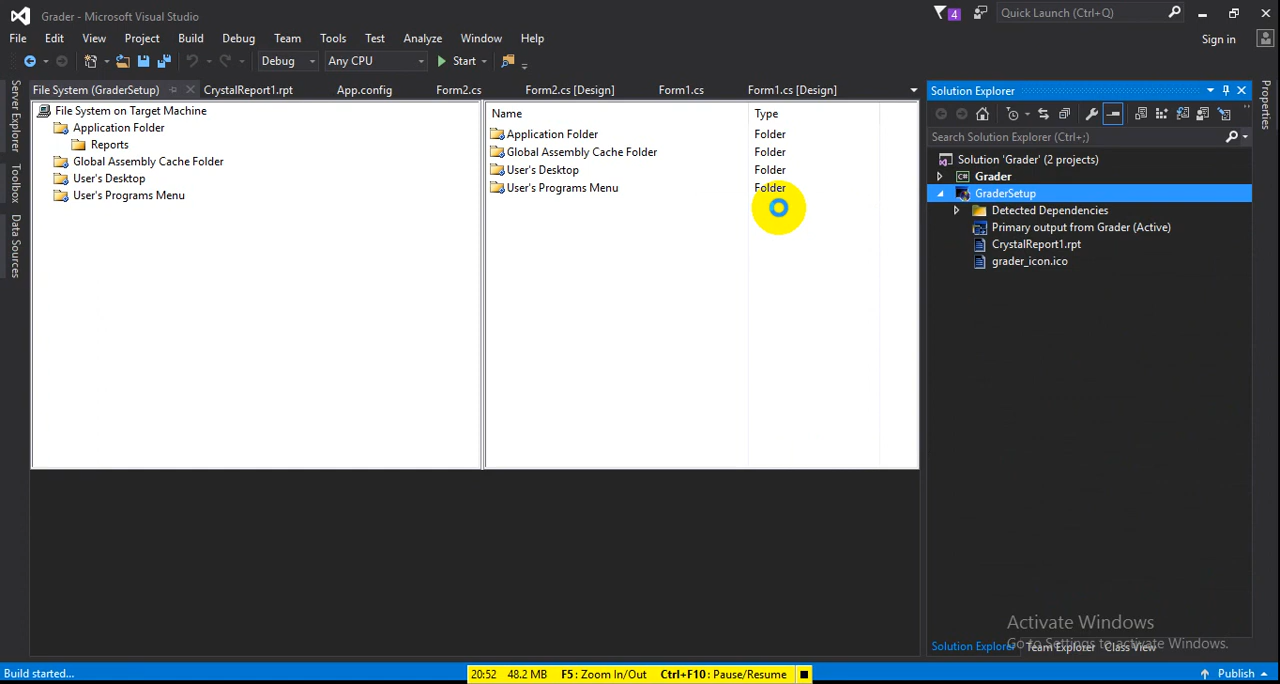 Grader - Microsoft Visual Studio
4
Quick Launch (Ctrl+Q)
File Edit View Project Build Debug Team Tools Test Analyze Window Help
Sign in
Debug Any CPU Start
File System (GraderSetup) CrystalReport1.rpt App.config Form2.cs Form2.cs [Design] Form1.cs Form1.cs [Design]
Server Explorer
Toolbox
Data Sources
File System on Target Machine
Application Folder
Reports
Global Assembly Cache Folder
User's Desktop
User's Programs Menu
Name Type
Application Folder Folder
Global Assembly Cache Folder Folder
User's Desktop Folder
User's Programs Menu Folder
Solution Explorer
Search Solution Explorer (Ctrl+;)
Solution 'Grader' (2 projects)
C# Grader
GraderSetup
Detected Dependencies
Primary output from Grader (Active)
CrystalReport1.rpt
grader_icon.ico
Properties
Activate Windows
Go to Settings to activate Windows.
Solution Explorer Team Explorer Class View
Build started...
20:52 48.2 MB F5: Zoom In/Out Ctrl+F10: Pause/Resume
Publish